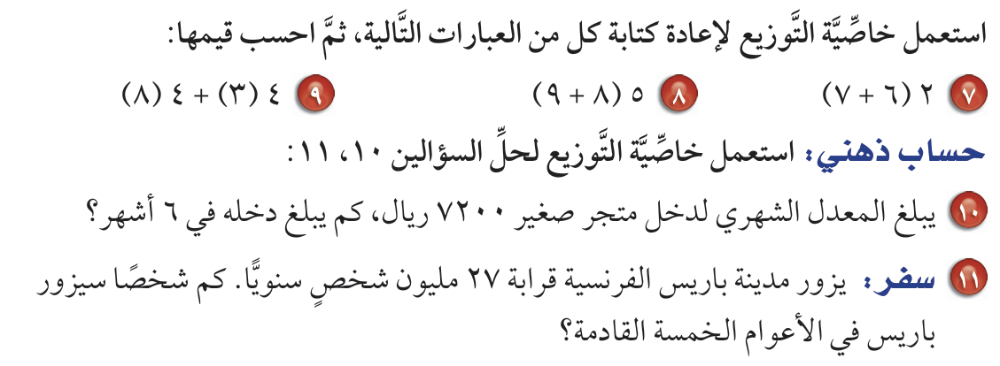 استعمل خاصِّيَّة التَّوزيع لإعادة كتابة كل من العبارات التَّالية، ثمَّ احسب قيمها:
٧ ٢ (٦ + ٧) ٨ ٥ (٨ + ٩) ٩ ٤ (٣) + ٤ (٨)
حساب ذهني: استعمل خاصِّيَّة التَّوزيع لحلِّ السؤالين ١٠، ١١:
١٠ يبلغ المعدل الشهري لدخل متجر صغير ٧٢٠٠ ريال، كم يبلغ دخله في ٦ أشهر؟
١١ سفر: يزور مدينة باريس الفرنسية قرابة ٢٧ مليون شخصٍ سنويًّا. كم شخصًا سيزور
باريس في الأعوام الخمسة القادمة؟